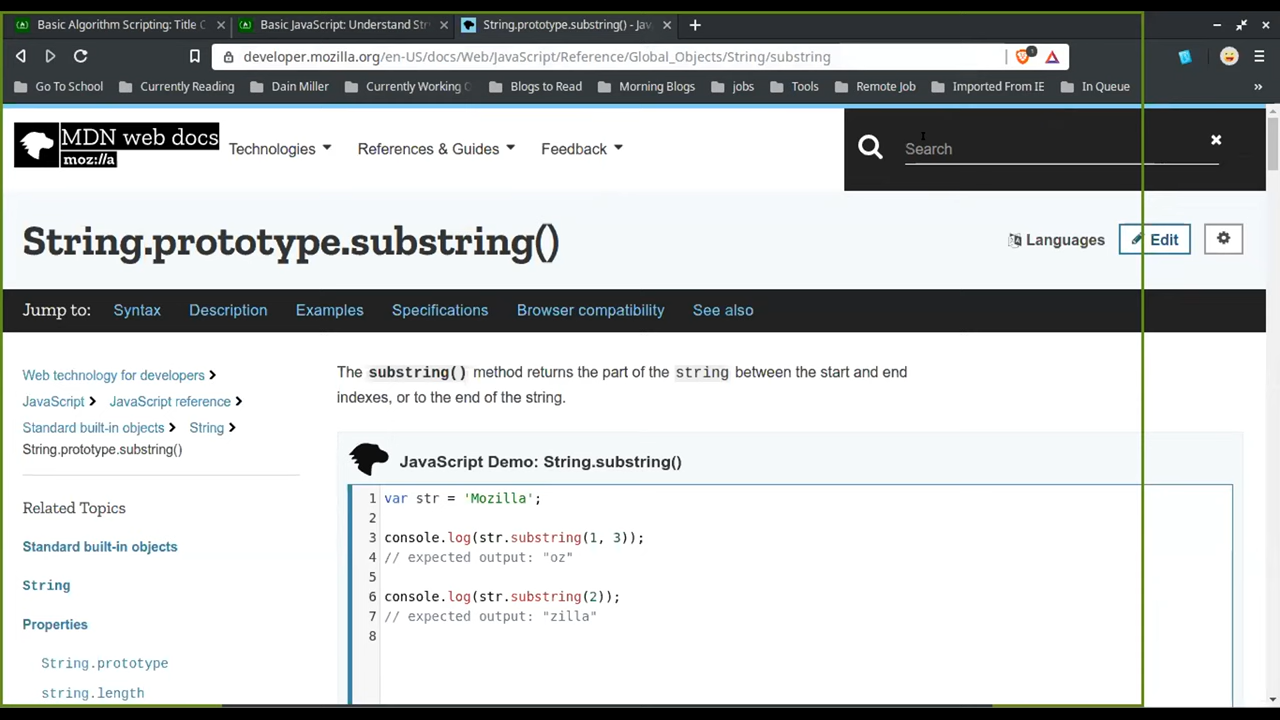 Basic Algorithm Scripting: Title C
Basic JavaScript: Understand Str
String.prototype.substring() - Jav
developer.mozilla.org/en-US/docs/Web/JavaScript/Reference/Global_Objects/String/substring
1
Go To School
Currently Reading
Dain Miller
Currently Working
Blogs to Read
Morning Blogs
jobs
Tools
Remote Job
Imported From IE
In Queue
»
MDN web docs
moz://a
Technologies
References & Guides
Feedback
Search
String.prototype.substring()
Languages
Edit
Jump to: Syntax Description Examples Specifications Browser compatibility See also
Web technology for developers
JavaScript
JavaScript reference
Standard built-in objects
String
String.prototype.substring()
Related Topics
Standard built-in objects
String
Properties
String.prototype
string.length
The substring() method returns the part of the string between the start and end
indexes, or to the end of the string.
JavaScript Demo: String.substring()
1 var str = 'Mozilla';
2
3 console.log(str.substring(1, 3));
4 // expected output: "oz"
5
6 console.log(str.substring(2));
7 // expected output: "zilla"
8